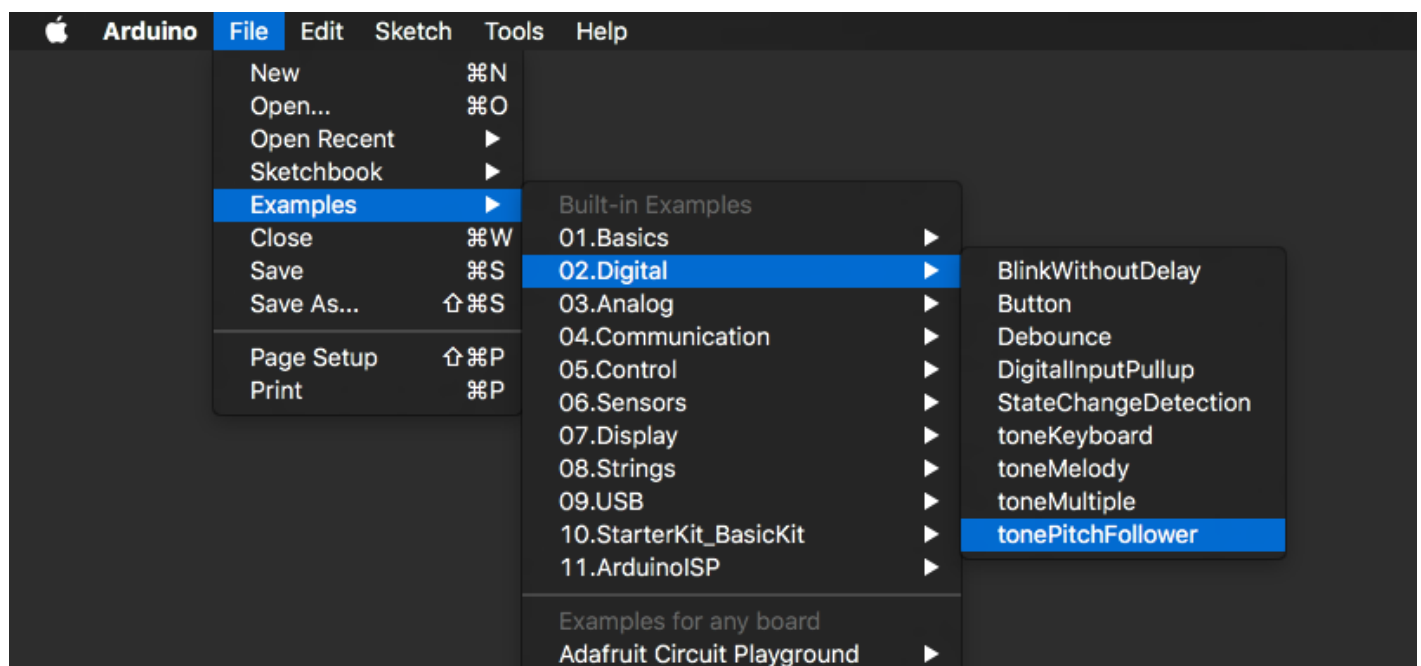 Arduino File Edit Sketch Tools Help
New ⌘N
Open... ⌘O
Open Recent ▶
Sketchbook ▶
Examples ▶
Close ⌘W
Save ⌘S
Save As... ⇧⌘S
Page Setup ⇧⌘P
Print ⌘P
Built-in Examples
01.Basics ▶
02.Digital ▶
03.Analog ▶
04.Communication ▶
05.Control ▶
06.Sensors ▶
07.Display ▶
08.Strings ▶
09.USB ▶
10.StarterKit_BasicKit ▶
11.ArduinoISP ▶
Examples for any board
Adafruit Circuit Playground ▶
BlinkWithoutDelay
Button
Debounce
DigitalInputPullup
StateChangeDetection
toneKeyboard
toneMelody
toneMultiple
tonePitchFollower